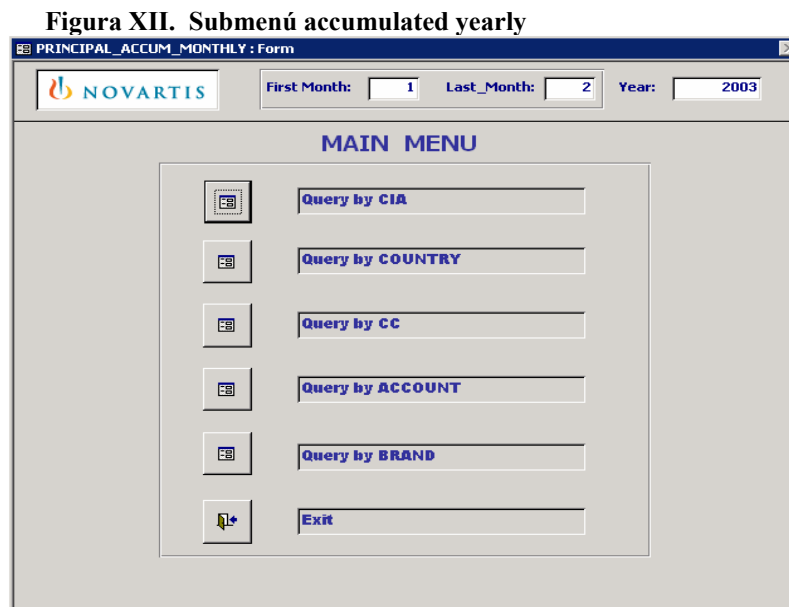 Figura XII. Submenú accumulated yearly
PRINCIPAL_ACCUM_MONTHLY : Form
NOVARTIS
First Month: 1 Last_Month: 2 Year: 2003
MAIN MENU
Query by CIA
Query by COUNTRY
Query by CC
Query by ACCOUNT
Query by BRAND
Exit